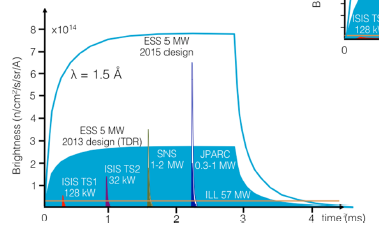 x10¹⁴
8
7
6
5
4
3
2
1
Brightness (n/cm²/s/sr/Å)
ESS 5 MW
2015 design
λ = 1.5 Å
ESS 5 MW
2013 design (TDR)
ISIS TS1
128 kW
ISIS TS2
32 kW
SNS
1-2 MW
JPARC
0.3-1 MW
ILL 57 MW
0
1
2
3
4
time (ms)
ISIS TS
128 k
0